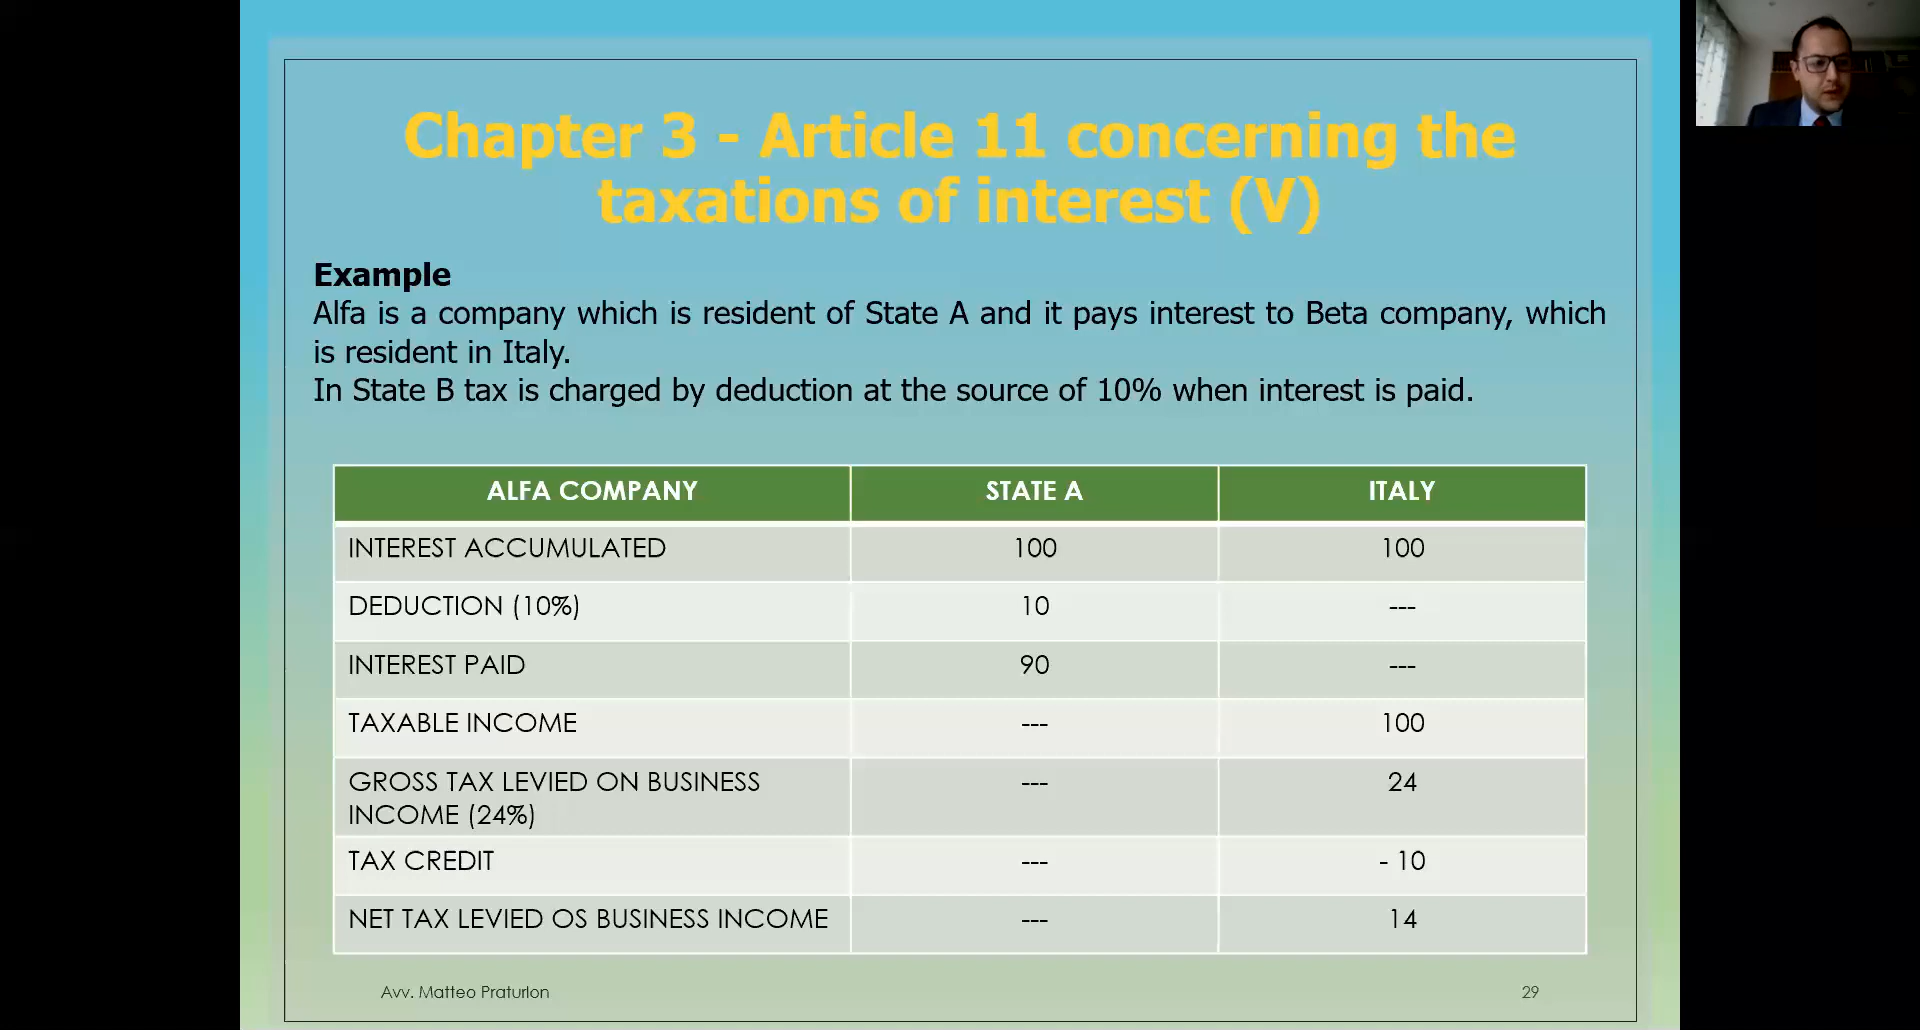 Chapter 3 - Article 11 concerning the
taxations of interest (V)
Example
Alfa is a company which is resident of State A and it pays interest to Beta company, which
is resident in Italy.
In State B tax is charged by deduction at the source of 10% when interest is paid.
ALFA COMPANY STATE A ITALY
INTEREST ACCUMULATED 100 100
DEDUCTION (10%) 10 ---
INTEREST PAID 90 ---
TAXABLE INCOME --- 100
GROSS TAX LEVIED ON BUSINESS
INCOME (24%) --- 24
TAX CREDIT --- - 10
NET TAX LEVIED OS BUSINESS INCOME --- 14
Avv. Matteo Praturlon 29